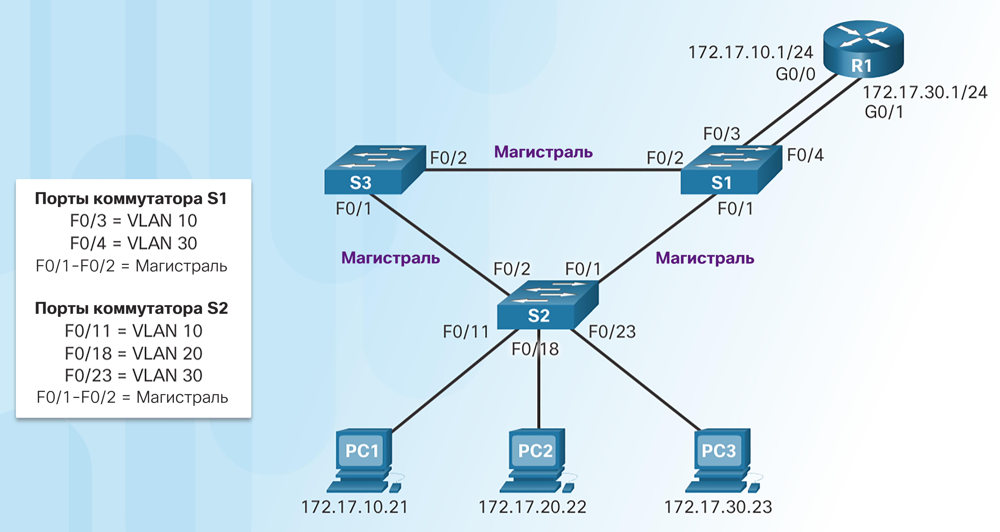 Порты коммутатора S1
F0/3 = VLAN 10
F0/4 = VLAN 30
F0/1-F0/2 = Магистраль
Порты коммутатора S2
F0/11 = VLAN 10
F0/18 = VLAN 20
F0/23 = VLAN 30
F0/1-F0/2 = Магистраль
172.17.10.1/24
G0/0
R1
172.17.30.1/24
G0/1
F0/3
F0/4
F0/2
Магистраль
F0/2
S3
S1
F0/1
F0/1
Магистраль
Магистраль
F0/2
F0/1
S2
F0/11
F0/18
F0/23
PC1
PC2
PC3
172.17.10.21
172.17.20.22
172.17.30.23